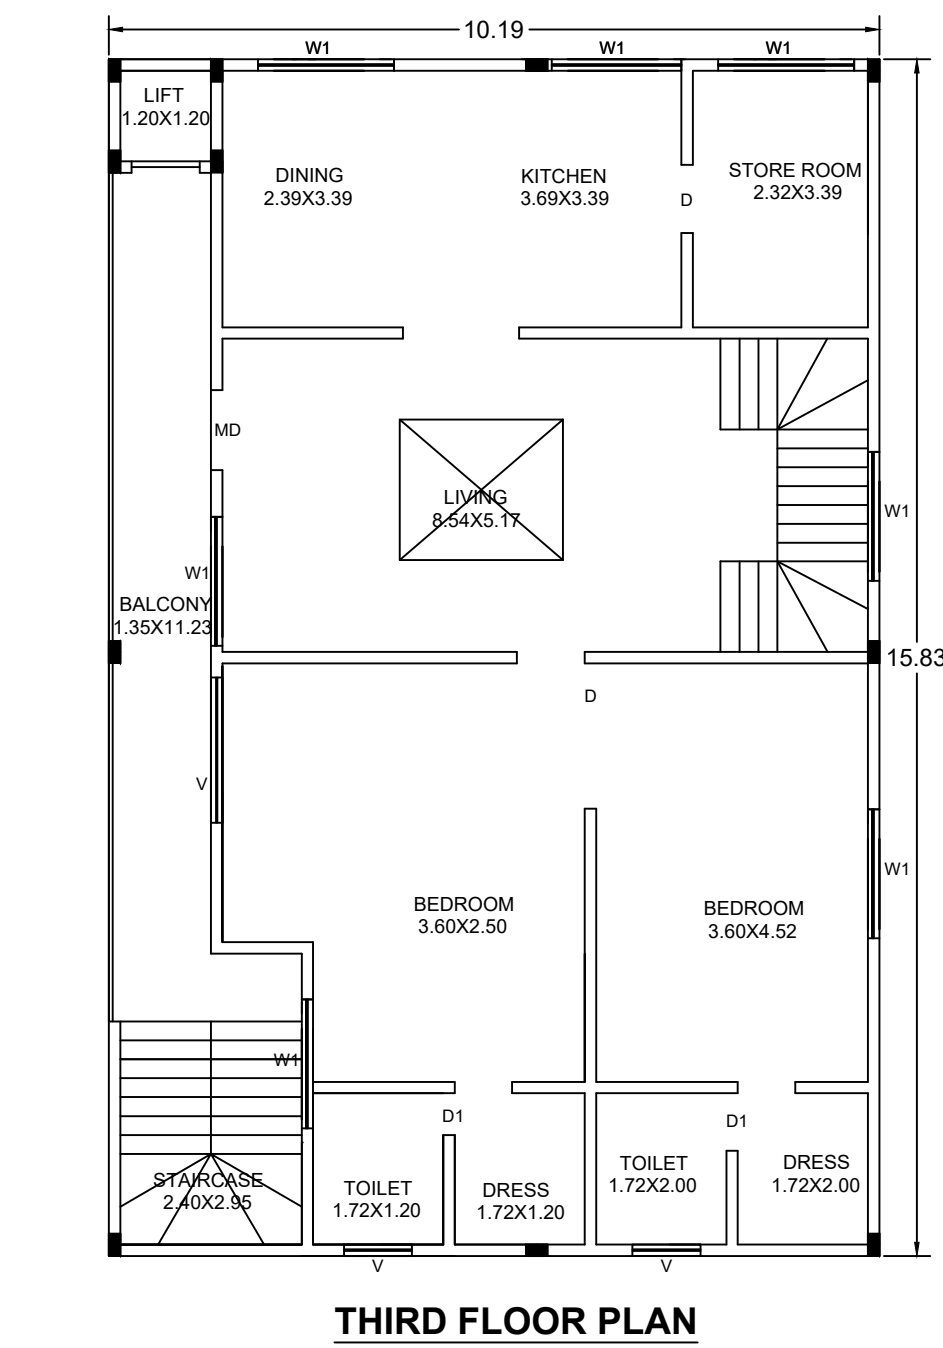 10.19
W1
W1
W1
LIFT
1.20X1.20
DINING
2.39X3.39
KITCHEN
3.69X3.39
STORE ROOM
2.32X3.39
D
MD
LIVING
8.54X5.17
W1
W1
BALCONY
1.35X11.23
15.83
D
V
W1
BEDROOM
3.60X2.50
BEDROOM
3.60X4.52
W1
D1
D1
STAIRCASE
2.40X2.95
TOILET
1.72X1.20
DRESS
1.72X1.20
TOILET
1.72X2.00
DRESS
1.72X2.00
V
V
THIRD FLOOR PLAN